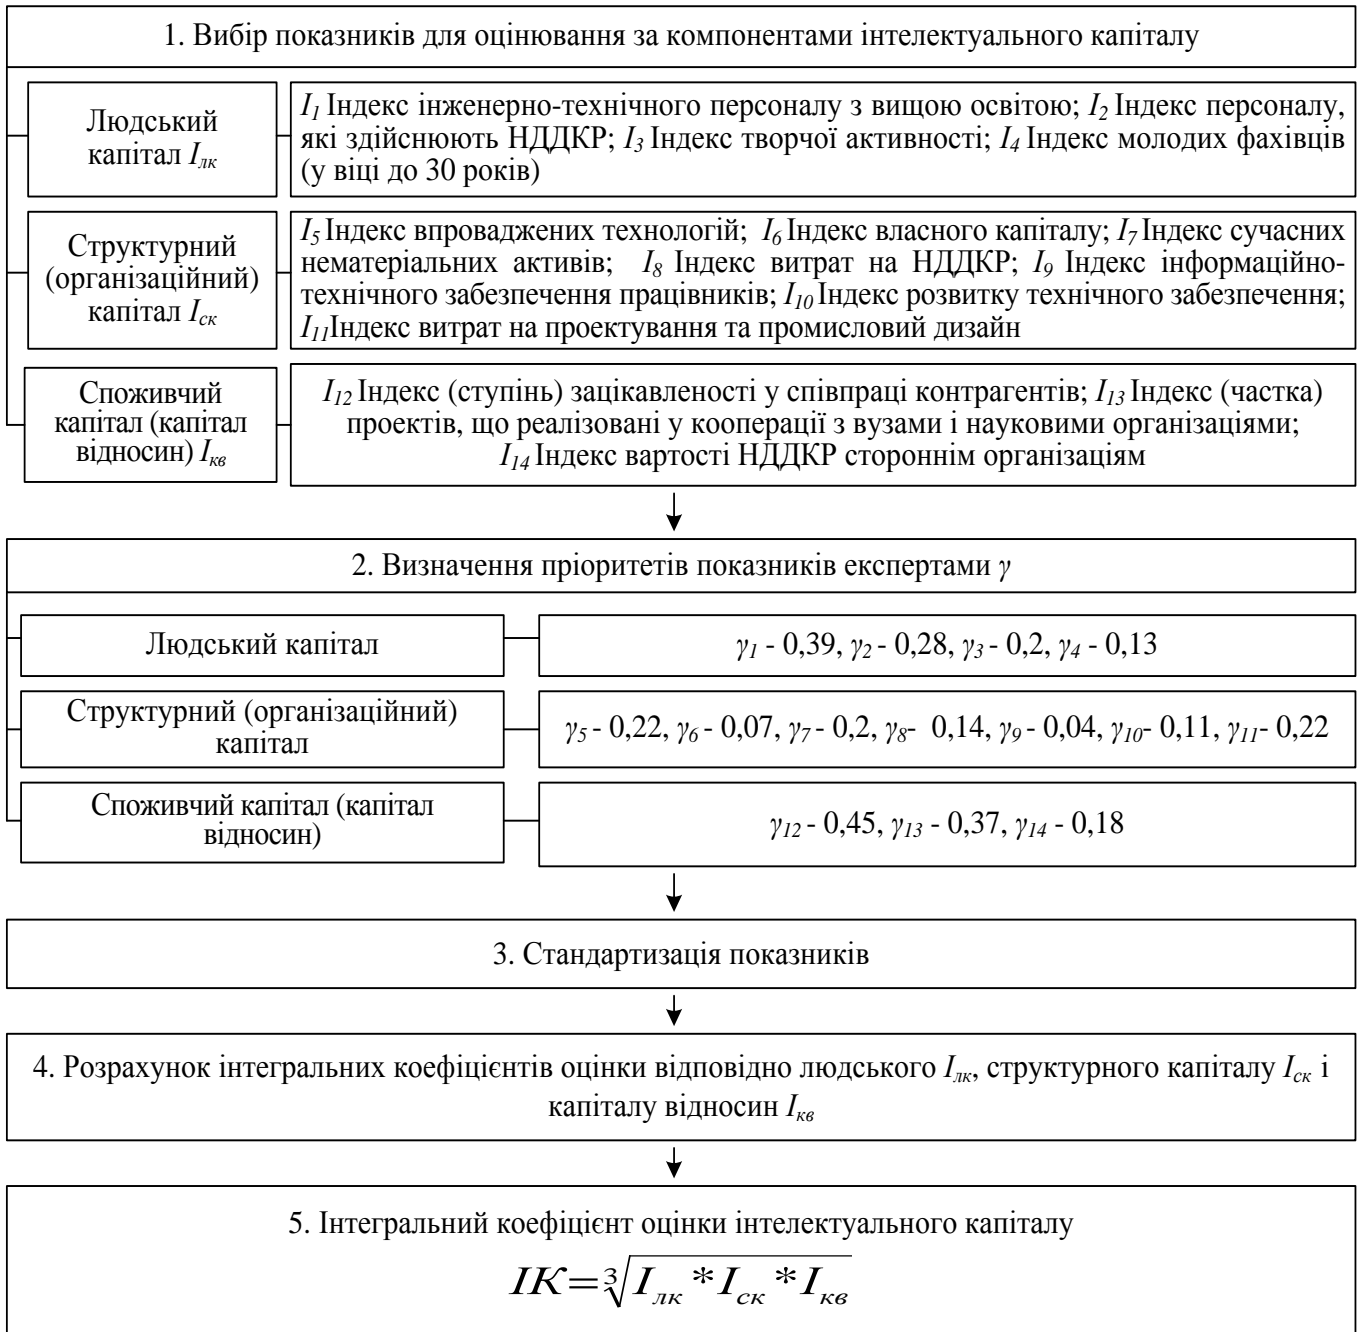 1. Вибір показників для оцінювання за компонентами інтелектуального капіталу
Людський
капітал Iлк
I1 Індекс інженерно-технічного персоналу з вищою освітою; I2 Індекс персоналу,
які здійснюють НДДКР; I3 Індекс творчої активності; I4 Індекс молодих фахівців
(у віці до 30 років)
Структурний
(організаційний)
капітал Iск
I5 Індекс впроваджених технологій; I6 Індекс власного капіталу; I7 Індекс сучасних
нематеріальних активів; I8 Індекс витрат на НДДКР; I9 Індекс інформаційно-
технічного забезпечення працівників; I10 Індекс розвитку технічного забезпечення;
I11 Індекс витрат на проектування та промисловий дизайн
Споживчий
капітал (капітал
відносин) Iкв
I12 Індекс (ступінь) зацікавленості у співпраці контрагентів; I13 Індекс (частка)
проектів, що реалізовані у кооперації з вузами і науковими організаціями;
I14 Індекс вартості НДДКР стороннім організаціям
2. Визначення пріоритетів показників експертами γ
Людський капітал
γ1 - 0,39, γ2 - 0,28, γ3 - 0,2, γ4 - 0,13
Структурний (організаційний)
капітал
γ5 - 0,22, γ6 - 0,07, γ7 - 0,2, γ8- 0,14, γ9 - 0,04, γ10- 0,11, γ11- 0,22
Споживчий капітал (капітал
відносин)
γ12 - 0,45, γ13 - 0,37, γ14 - 0,18
3. Стандартизація показників
4. Розрахунок інтегральних коефіцієнтів оцінки відповідно людського Iлк, структурного капіталу Iск і
капіталу відносин Iкв
5. Інтегральний коефіцієнт оцінки інтелектуального капіталу
IK=∛Iлк*Iск*Iкв